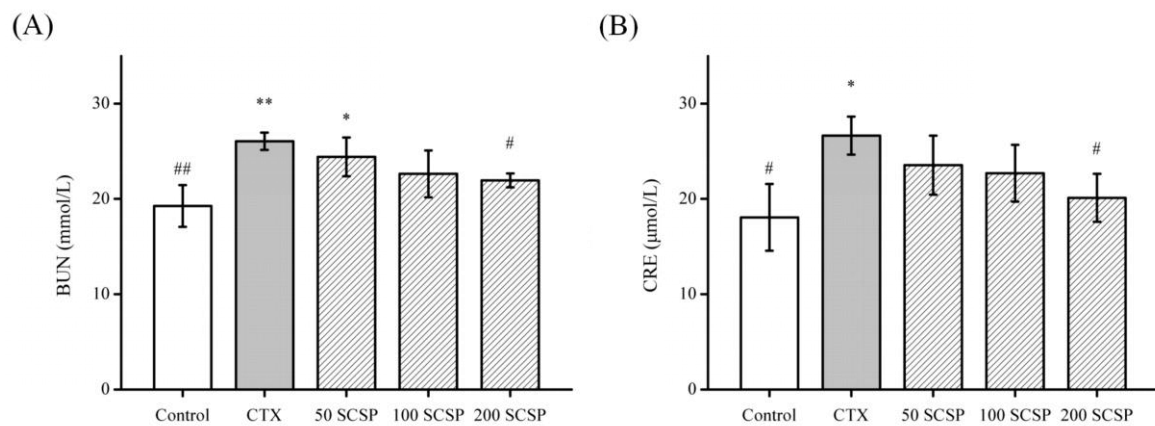 (A)
BUN (mmol/L)
30
20
10
0
##
**
*
#
Control CTX 50 SCSP 100 SCSP 200 SCSP
(B)
CRE (μmol/L)
30
20
10
0
#
*
#
Control CTX 50 SCSP 100 SCSP 200 SCSP